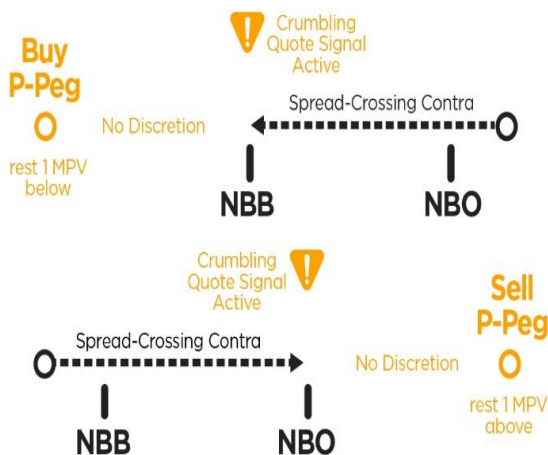 Crumbling
Quote Signal
Active
Buy
P-Peg
No Discretion
Spread-Crossing Contra
rest 1 MPV
below
NBB
NBO
Crumbling
Quote Signal
Active
Sell
P-Peg
Spread-Crossing Contra
No Discretion
rest 1 MPV
above
NBB
NBO